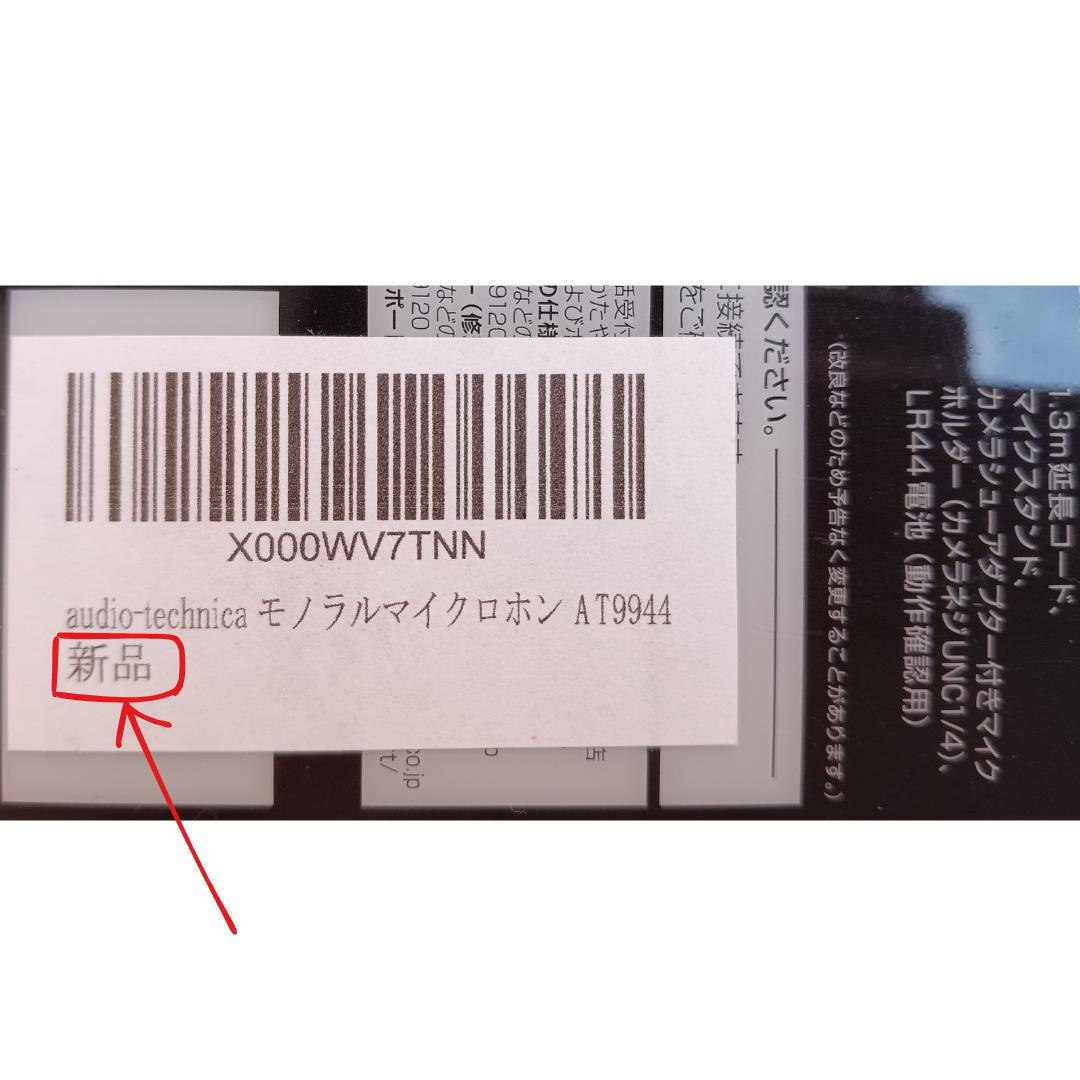 X000WV7TNN
audio-technica モノラルマイクロホン AT9944
新品
1.3m延長コード、
マイクスタンド、
カメラシューアダプター付きマイク
ホルダー（カメラネジUNC1/4）、
LR44電池（動作確認用）
（改良などのため予告なく変更することがあります。）
認ください。